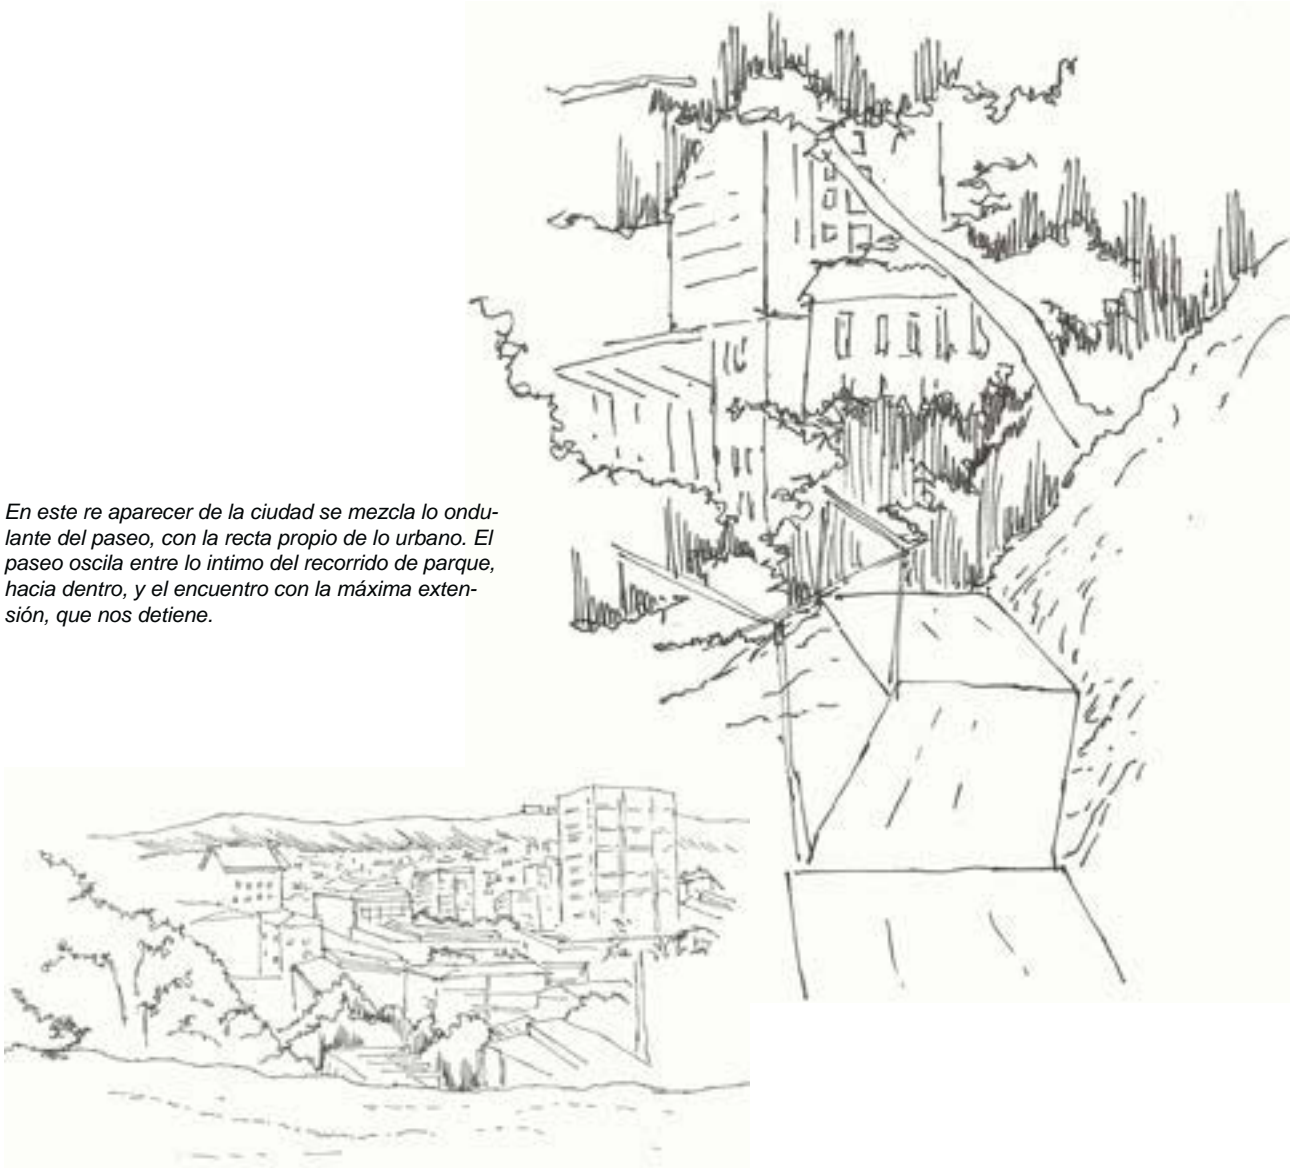 En este re aparecer de la ciudad se mezcla lo ondu-
lante del paseo, con la recta propio de lo urbano. El
paseo oscila entre lo intimo del recorrido de parque,
hacia dentro, y el encuentro con la máxima exten-
sión, que nos detiene.